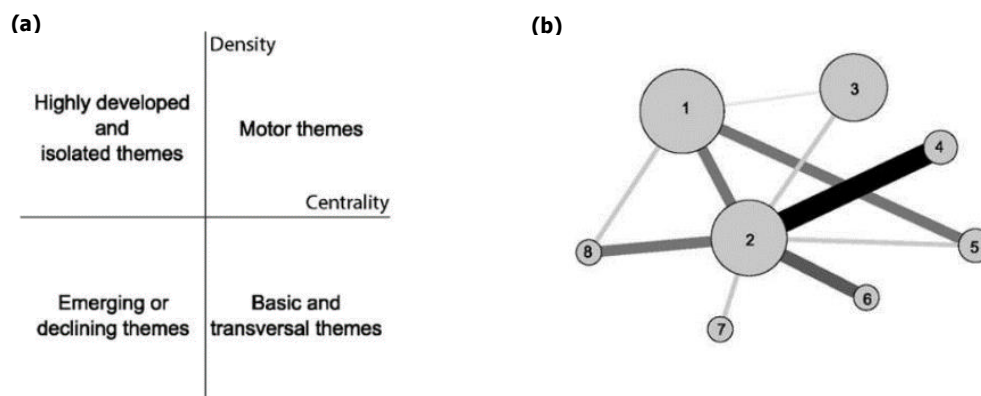 (a)
Density
Highly developed
and
isolated themes
Motor themes
Centrality
Emerging or
declining themes
Basic and
transversal themes
(b)
1
3
4
2
5
8
6
7